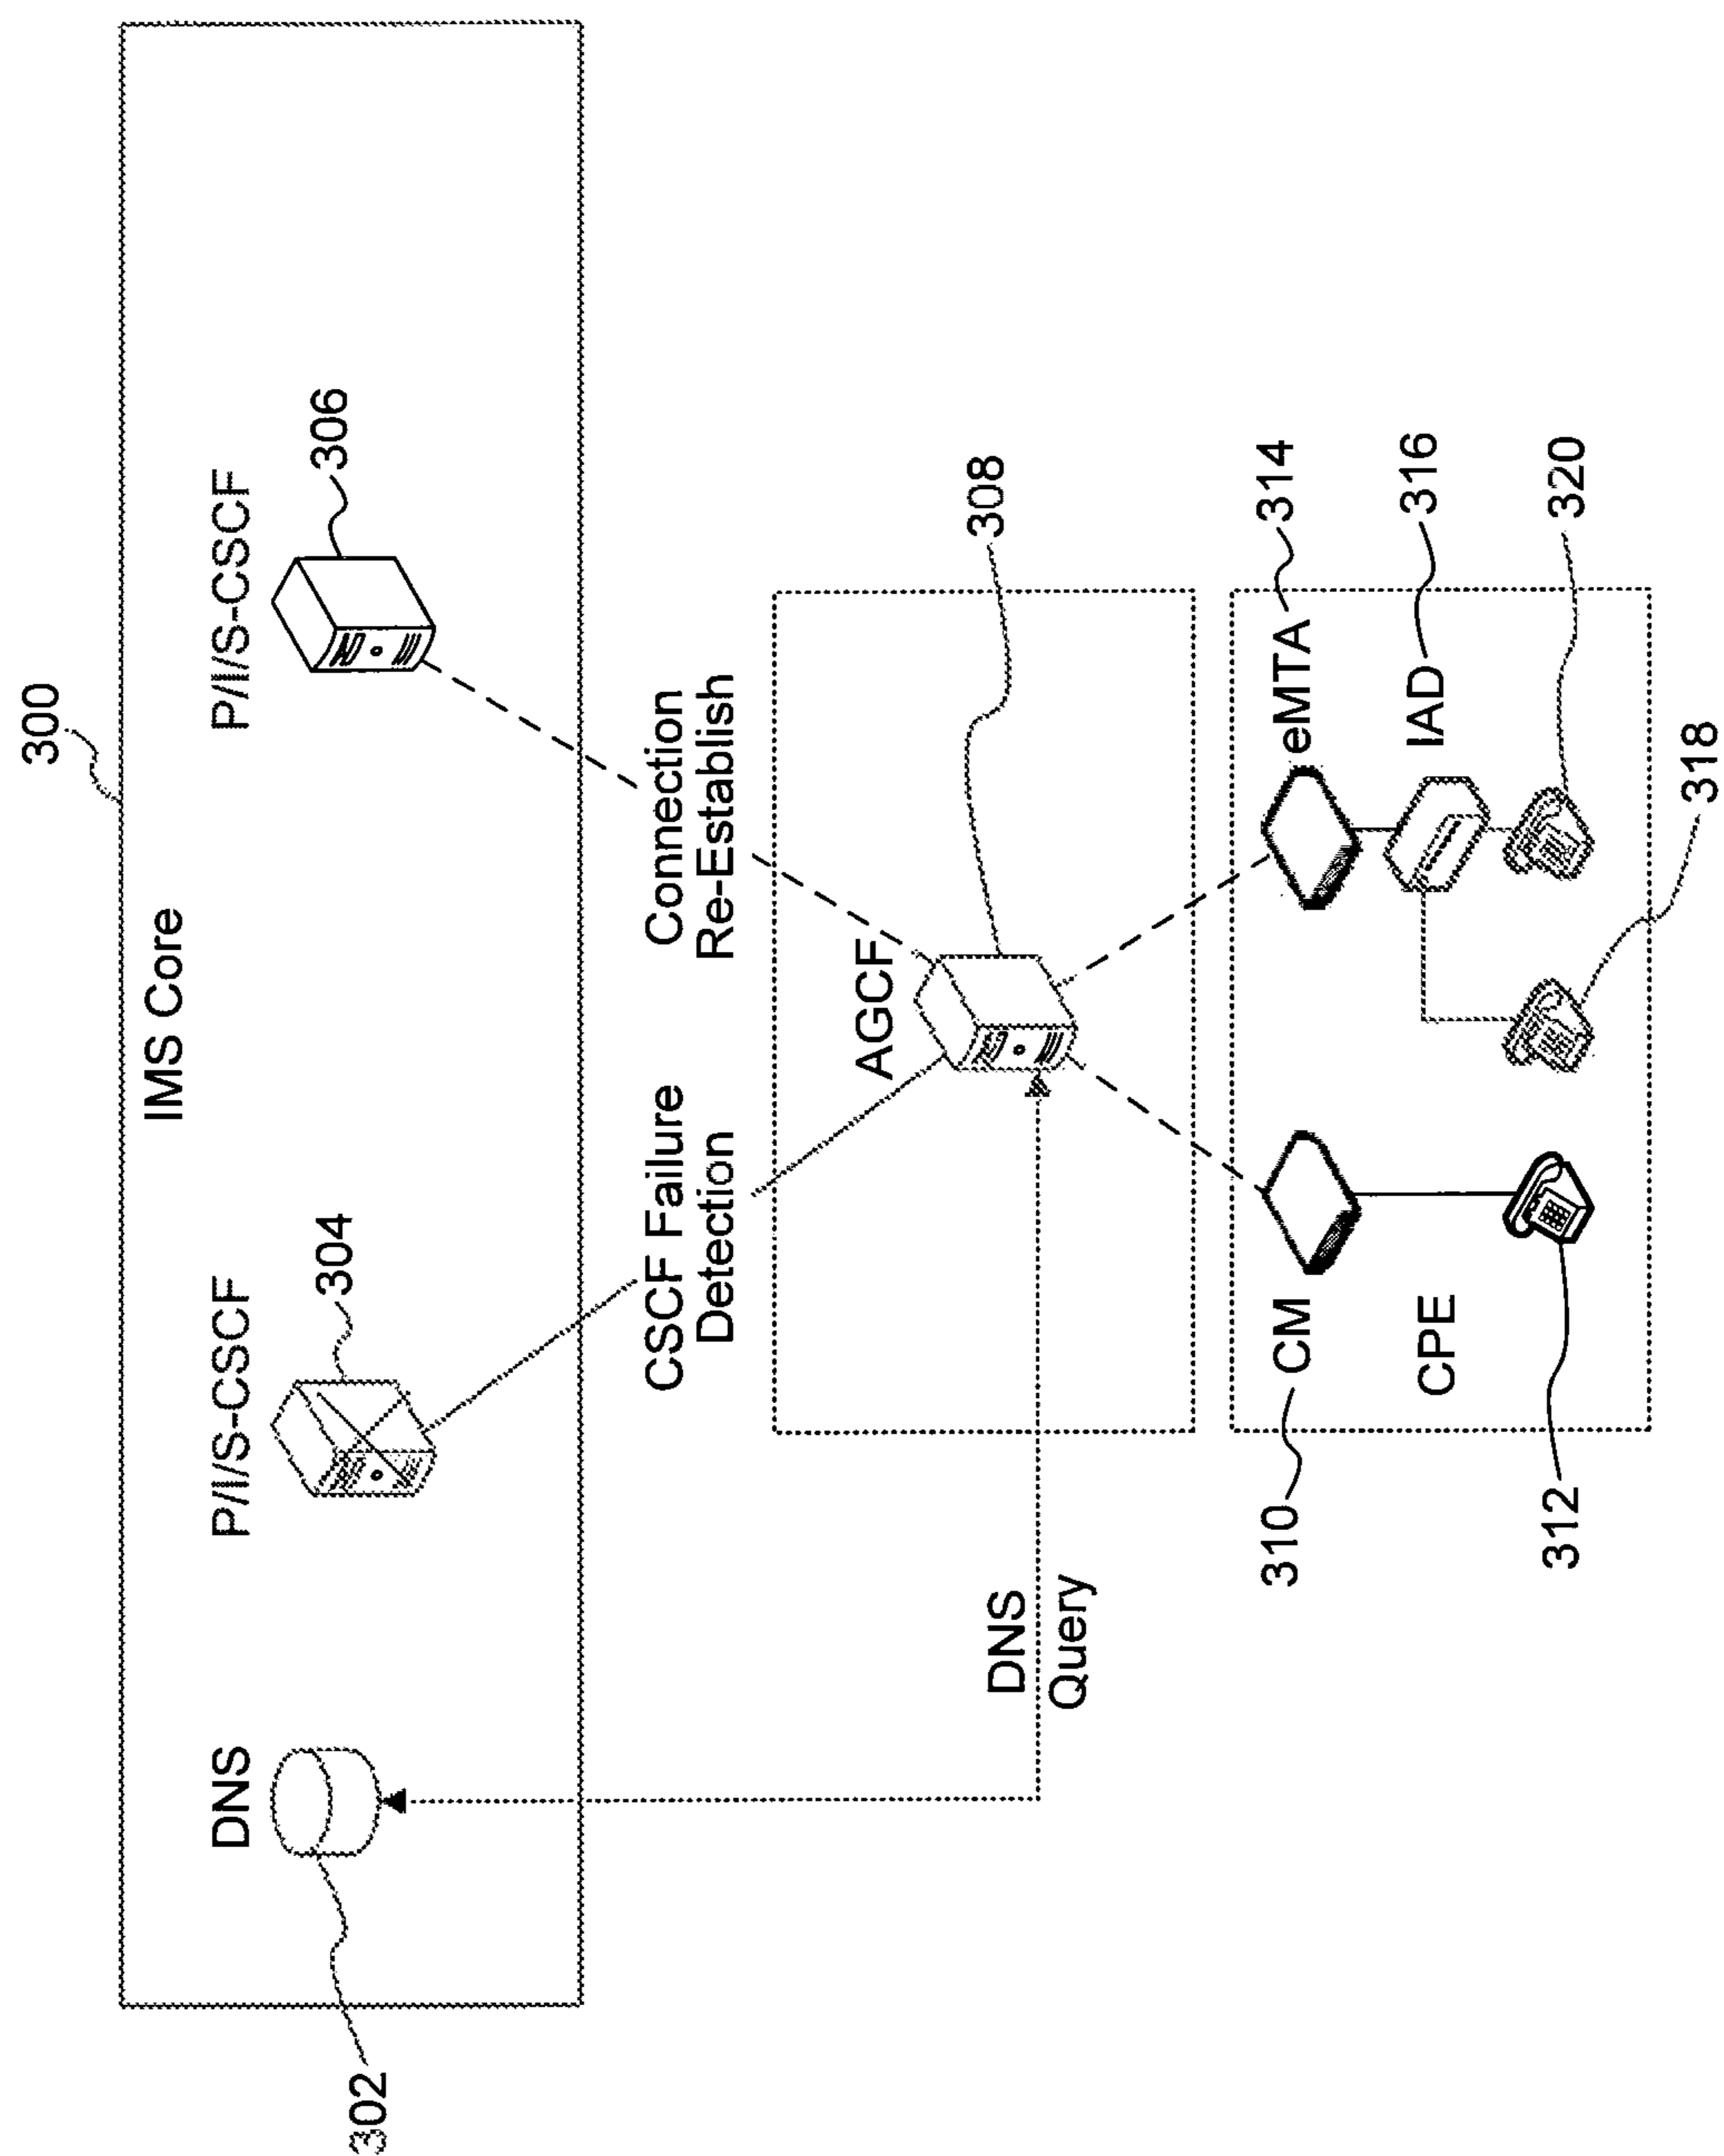 300
IMS Core
DNS
P/I/S-CSCF
P/I/S-CSCF
302
304
306
CSCF Failure
Detection
Connection
Re-Establish
AGCF
308
DNS
Query
310
CM
eMTA
314
CPE
IAD
316
312
318
320